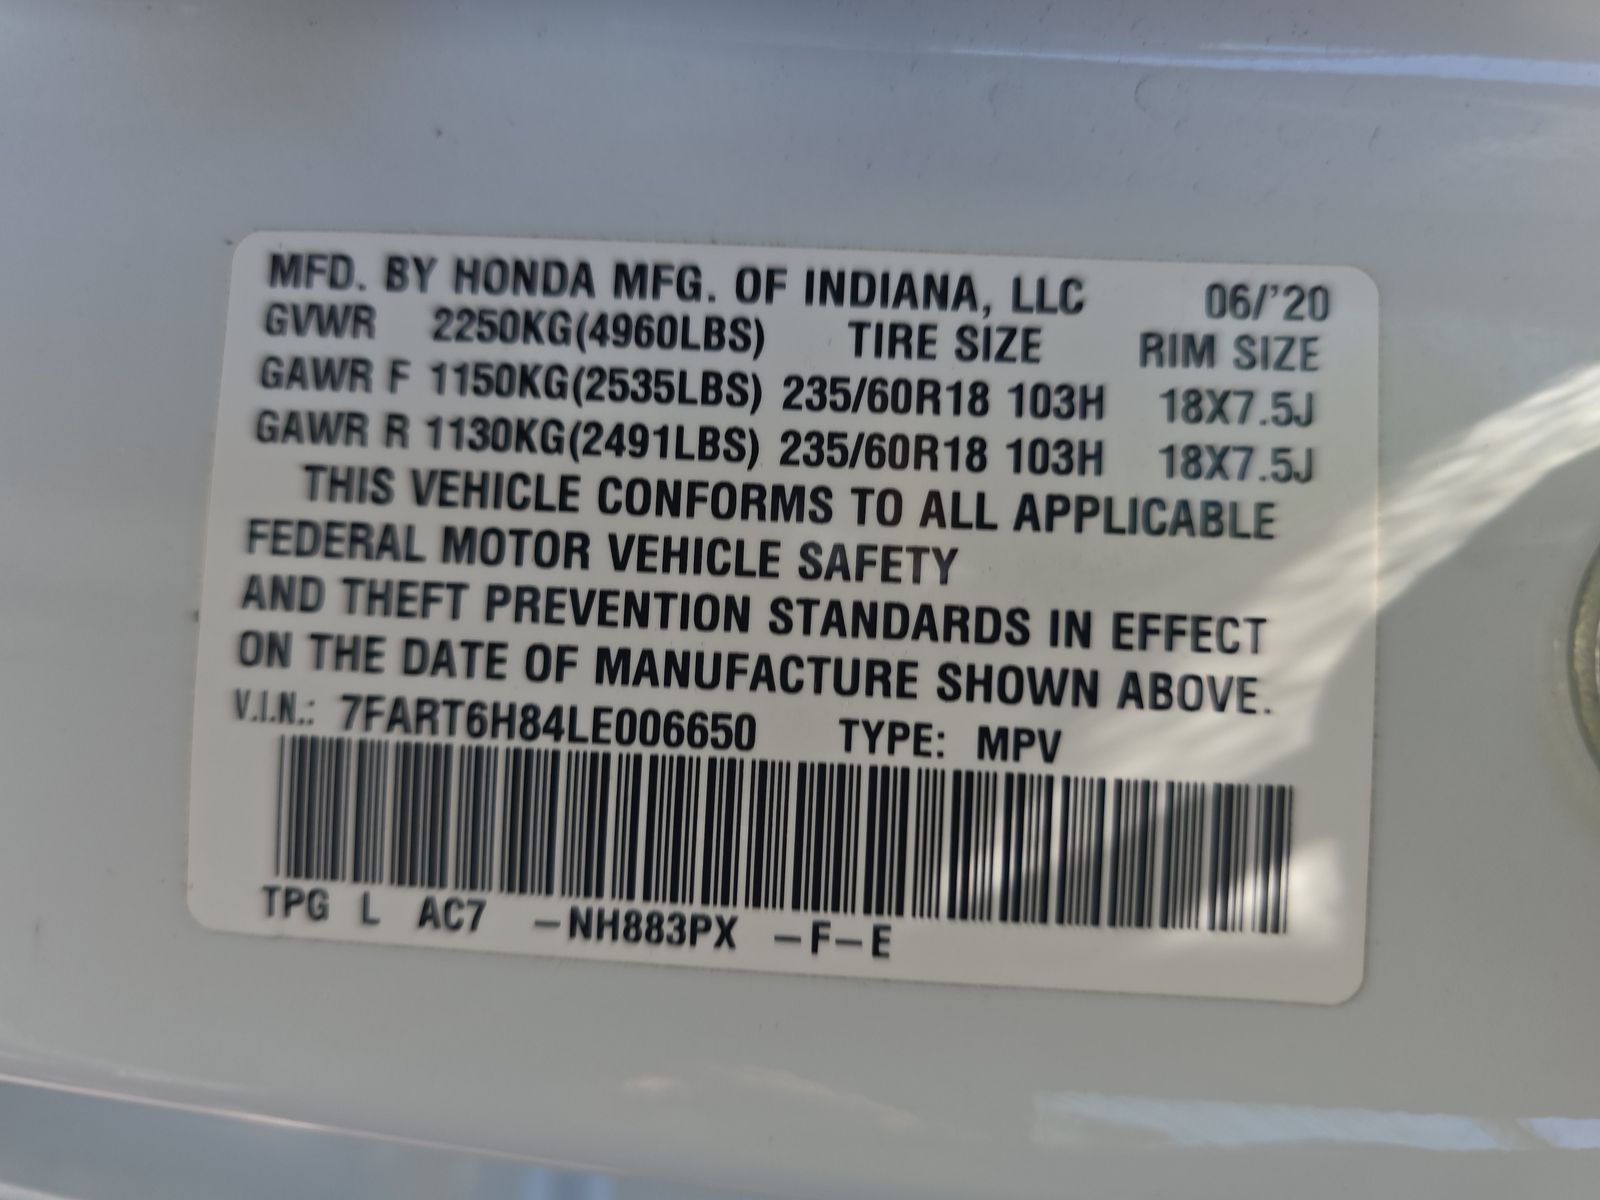 MFD. BY HONDA MFG. OF INDIANA, LLC 06/'20
GVWR 2250KG(4960LBS) TIRE SIZE RIM SIZE
GAWR F 1150KG(2535LBS) 235/60R18 103H 18X7.5J
GAWR R 1130KG(2491LBS) 235/60R18 103H 18X7.5J
THIS VEHICLE CONFORMS TO ALL APPLICABLE
FEDERAL MOTOR VEHICLE SAFETY
AND THEFT PREVENTION STANDARDS IN EFFECT
ON THE DATE OF MANUFACTURE SHOWN ABOVE.
V.I.N.: 7FART6H84LE006650 TYPE: MPV
TPG L AC7 -NH883PX -F-E